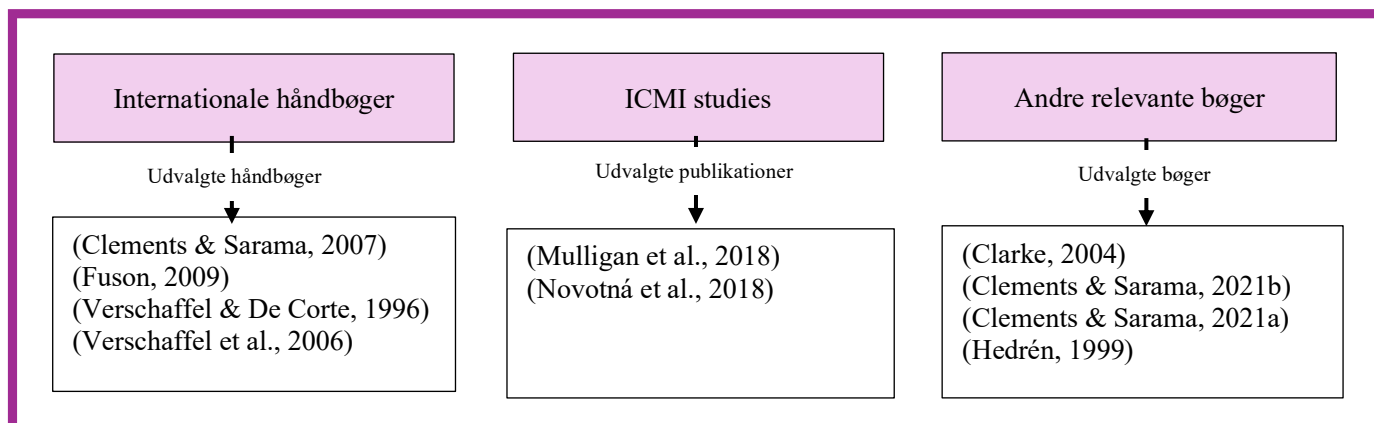 Internationale håndbøger
Udvalgte håndbøger
(Clements & Sarama, 2007)
(Fuson, 2009)
(Verschaffel & De Corte, 1996)
(Verschaffel et al., 2006)
ICMI studies
Udvalgte publikationer
(Mulligan et al., 2018)
(Novotná et al., 2018)
Andre relevante bøger
Udvalgte bøger
(Clarke, 2004)
(Clements & Sarama, 2021b)
(Clements & Sarama, 2021a)
(Hedrén, 1999)